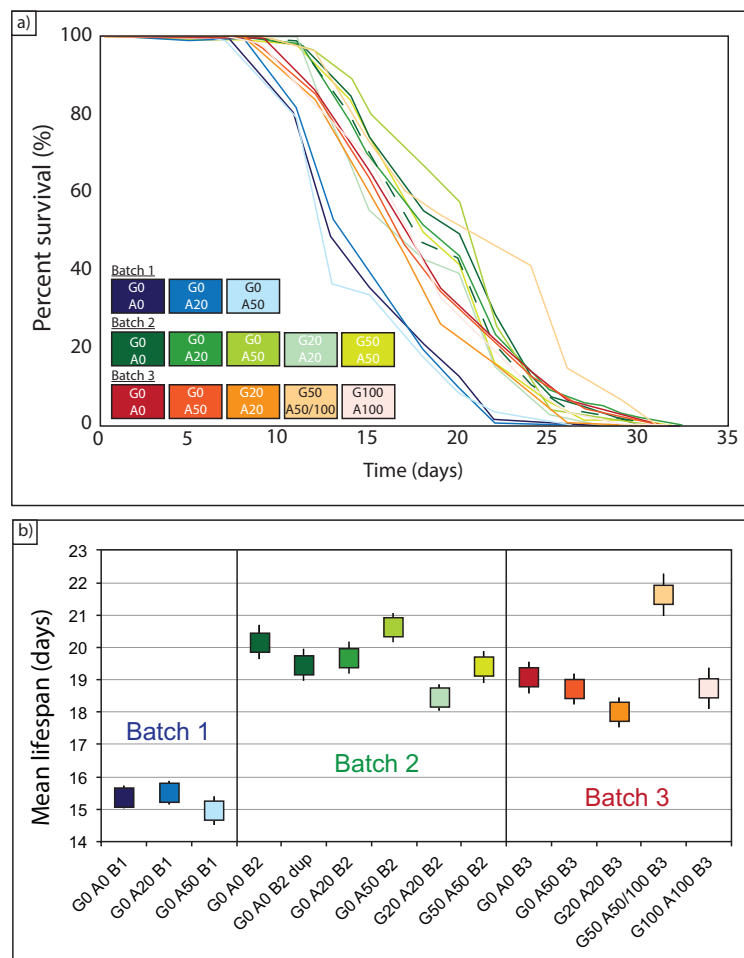 a)
100
80
60
40
20
0
Percent survival (%)
Batch 1
G0 G0 G0
A0 A20 A50
Batch 2
G0 G0 G0 G20 G50
A0 A20 A50 A20 A50
Batch 3
G0 G0 G20 G50 G100
A0 A50 A20 A50/100 A100
0 5 10 15 20 25 30 35
Time (days)
b)
23
22
21
20
19
18
17
16
15
14
Mean lifespan (days)
Batch 1
Batch 2
Batch 3
G0 A0 B1
G0 A20 B1
G0 A50 B1
G0 A0 B2
G0 A0 B2 dup
G0 A20 B2
G0 A50 B2
G20 A20 B2
G50 A50 B2
G0 A0 B3
G0 A50 B3
G20 A20 B3
G50 A50/100 B3
G100 A100 B3